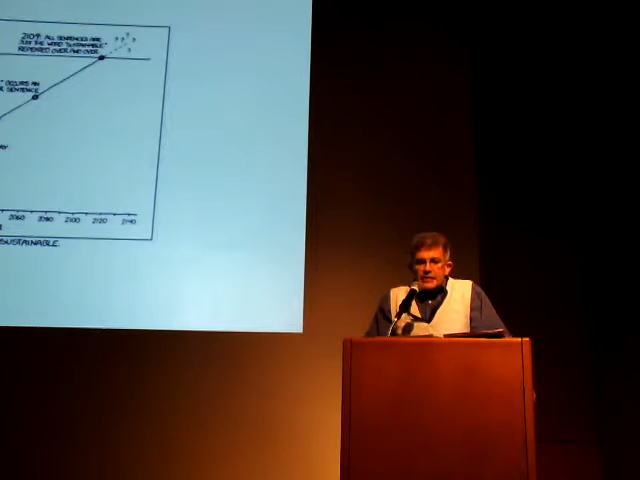 2109: ALL SENTENCES ARE
JUST THE WORD "SUSTAINABLE"
REPEATED OVER AND OVER
? ? ? ?
" OCCURS AN
SENTENCE
2060 2080 2100 2120 2140
SUSTAINABLE.